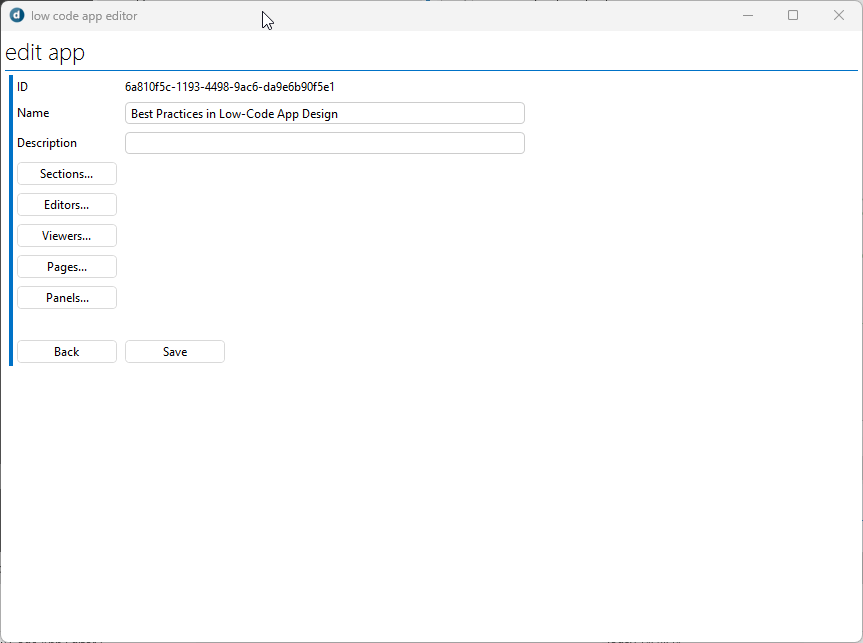 low code app editor
edit app
ID 6a810f5c-1193-4498-9ac6-da9e6b90f5e1
Name Best Practices in Low-Code App Design
Description
Sections...
Editors...
Viewers...
Pages...
Panels...
Back Save